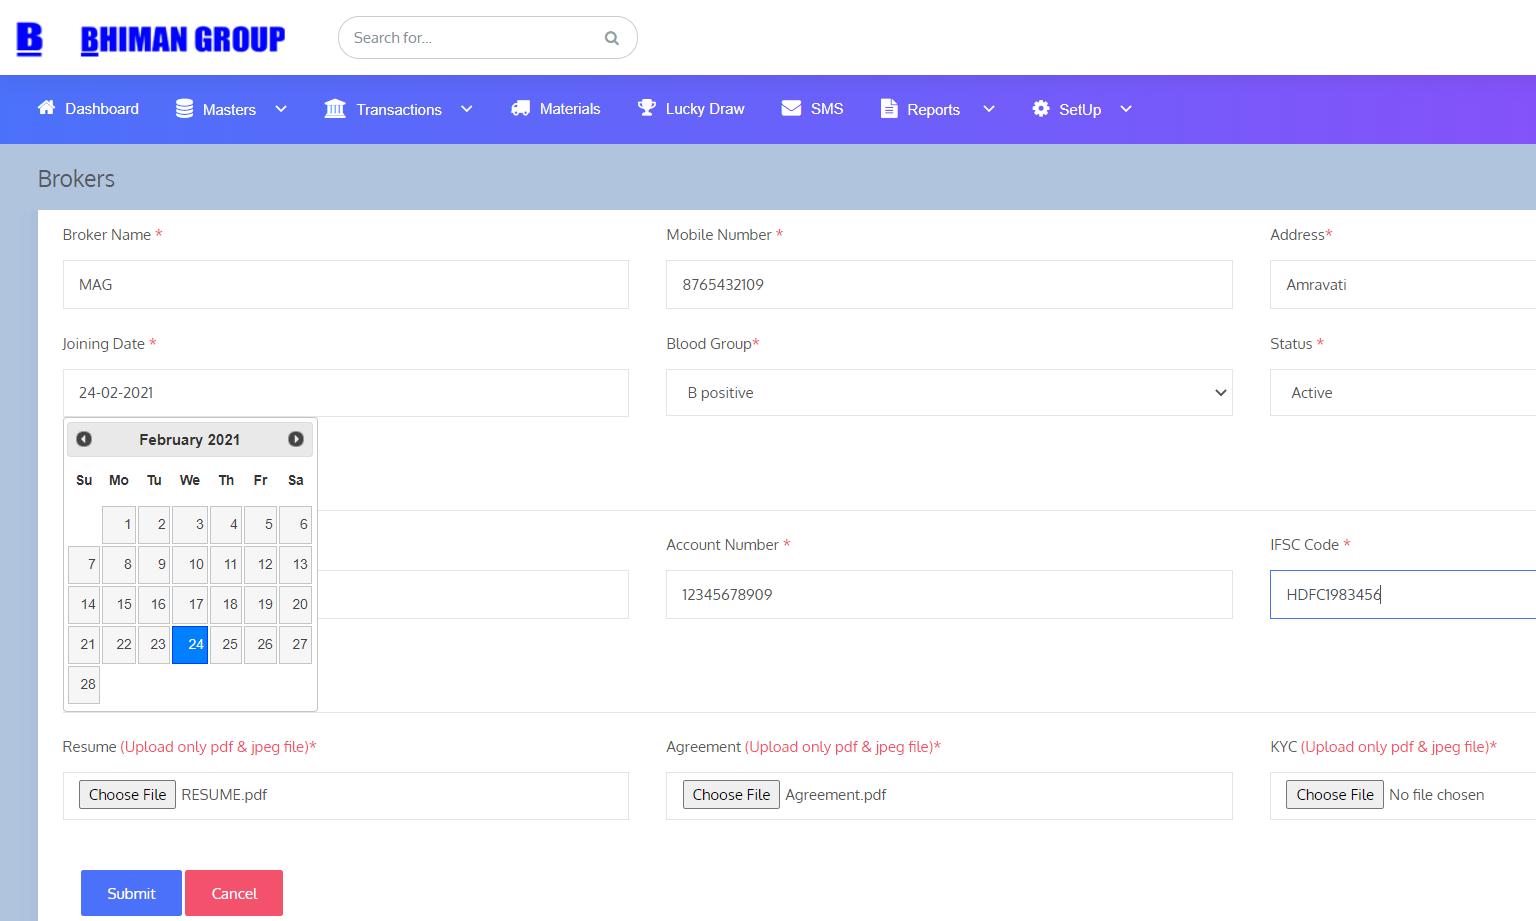 B BHIMAN GROUP Search for...
Dashboard Masters Transactions Materials Lucky Draw SMS Reports SetUp
Brokers
Broker Name * Mobile Number * Address*
MAG 8765432109 Amravati
Joining Date * Blood Group* Status *
24-02-2021 B positive Active
February 2021
Su Mo Tu We Th Fr Sa
1 2 3 4 5 6
7 8 9 10 11 12 13
14 15 16 17 18 19 20
21 22 23 24 25 26 27
28
Account Number * IFSC Code *
12345678909 HDFC1983456
Resume (Upload only pdf & jpeg file)* Agreement (Upload only pdf & jpeg file)* KYC (Upload only pdf & jpeg file)*
Choose File RESUME.pdf Choose File Agreement.pdf Choose File No file chosen
Submit Cancel